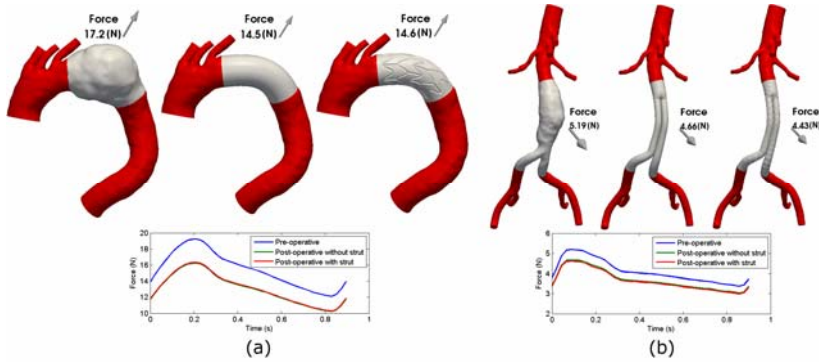 Force
17.2(N)
Force
14.5(N)
Force
14.6(N)
Force (N)
20
18
16
14
12
10
0
0.2
0.4
0.6
0.8
1
Time (s)
Pre-operative
Post-operative without strut
Post-operative with strut
(a)
Force
5.19(N)
Force
4.66(N)
Force
4.43(N)
Force (N)
6
5
4
3
2
0
0.2
0.4
0.6
0.8
1
Time (s)
Pre-operative
Post-operative without strut
Post-operative with strut
(b)